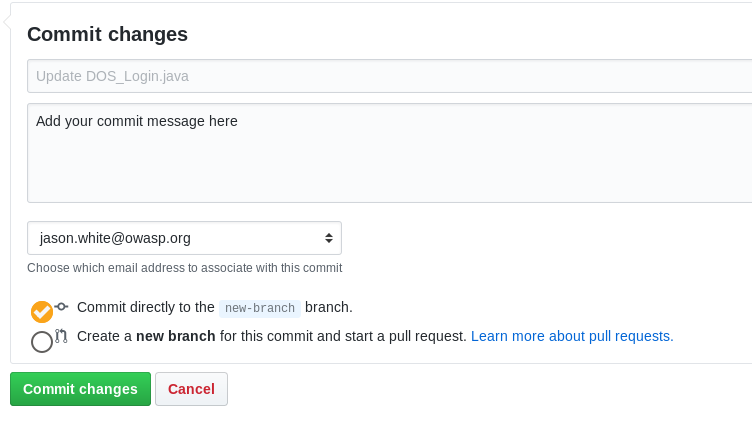 Commit changes
Update DOS_Login.java
Add your commit message here
jason.white@owasp.org
Choose which email address to associate with this commit
Commit directly to the new-branch branch.
Create a new branch for this commit and start a pull request. Learn more about pull requests.
Commit changes Cancel